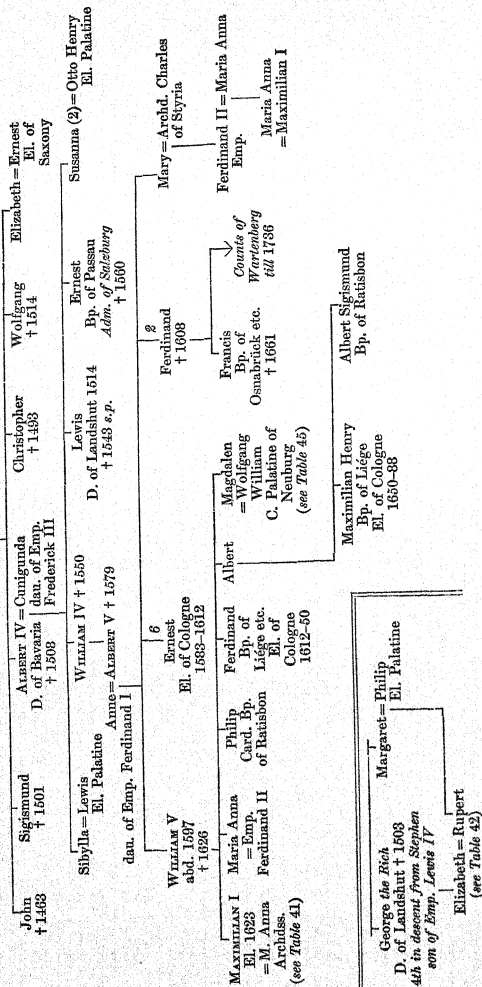 John
† 1463
Sigismund
† 1501
ALBERT IV = Cunigunda
D. of Bavaria dau. of Emp.
† 1508 Frederick III
Christopher
† 1493
Wolfgang
† 1514
Elizabeth = Ernest
El. of
Saxony
Sibylla = Lewis
El. Palatine
WILLIAM IV † 1550
Lewis
D. of Landshut 1514
† 1543 s.p.
Ernest
Bp. of Passau
Adm. of Salzburg
† 1560
Susanna (2) = Otto Henry
El. Palatine
Anne = ALBERT V † 1579
dau. of Emp. Ferdinand I
WILLIAM V
abd. 1597
† 1626
6
Ernest
El. of Cologne
1583–1612
2
Ferdinand
† 1608
Mary = Archd. Charles
of Styria
MAXIMILIAN I
El. 1623
= M. Anna
Archdss.
(see Table 41)
Maria Anna
= Emp.
Ferdinand II
Philip
Card. Bp.
of Ratisbon
Ferdinand
Bp. of
Liége etc.
El. of
Cologne
1612–50
Albert
Magdalen
= Wolfgang
William
C. Palatine of
Neuburg
(see Table 45)
Francis
Bp. of
Osnabrück etc.
† 1661
Counts of
Wartenberg
till 1736
Ferdinand II = Maria Anna
Emp.
Maria Anna
= Maximilian I
Maximilian Henry
Bp. of Liége
El. of Cologne
1650–88
Albert Sigismund
Bp. of Ratisbon
George the Rich
D. of Landshut † 1503
4th in descent from Stephen
son of Emp. Lewis IV
Margaret = Philip
El. Palatine
Elizabeth = Rupert
(see Table 42)